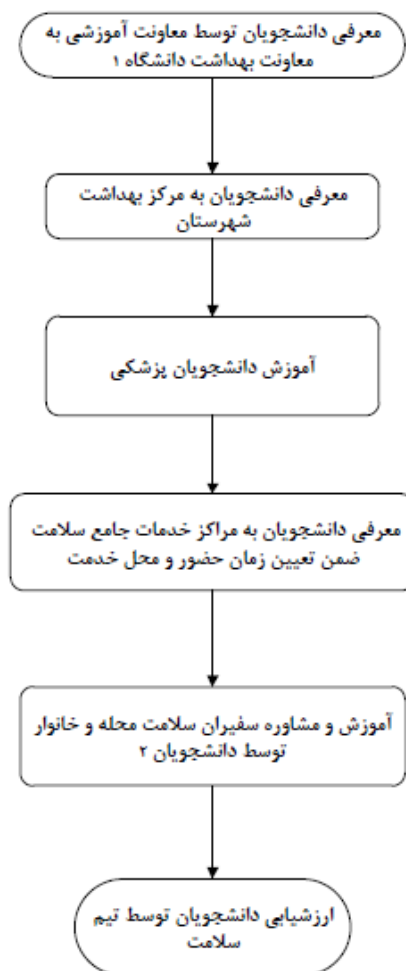 معرفی دانشجویان توسط معاونت آموزشی به
معاونت بهداشت دانشگاه ۱
معرفی دانشجویان به مرکز بهداشت
شهرستان
آموزش دانشجویان پزشکی
معرفی دانشجویان به مراکز خدمات جامع سلامت
ضمن تعیین زمان حضور و محل خدمت
آموزش و مشاوره سفیران سلامت محله و خانوار
توسط دانشجویان ۲
ارزشیابی دانشجویان توسط تیم
سلامت